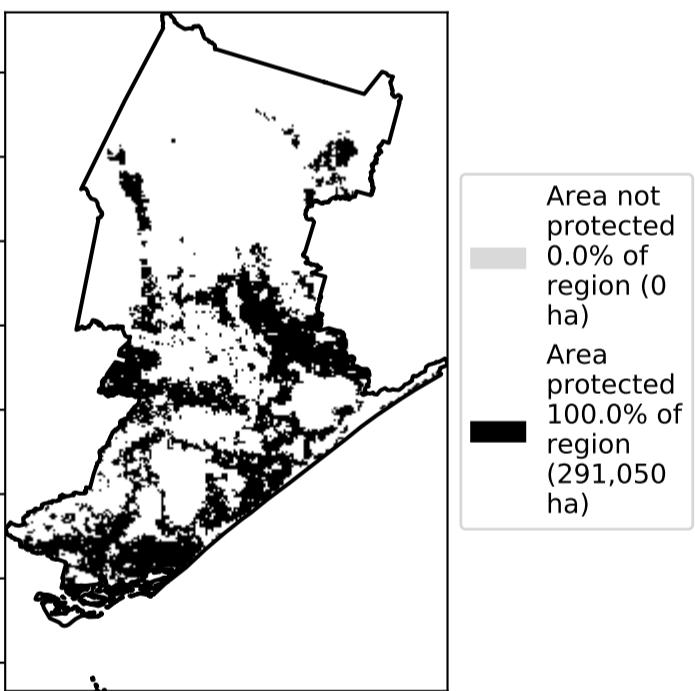 Area not
protected
0.0% of
region (0
ha)
Area
protected
100.0% of
region
(291,050
ha)